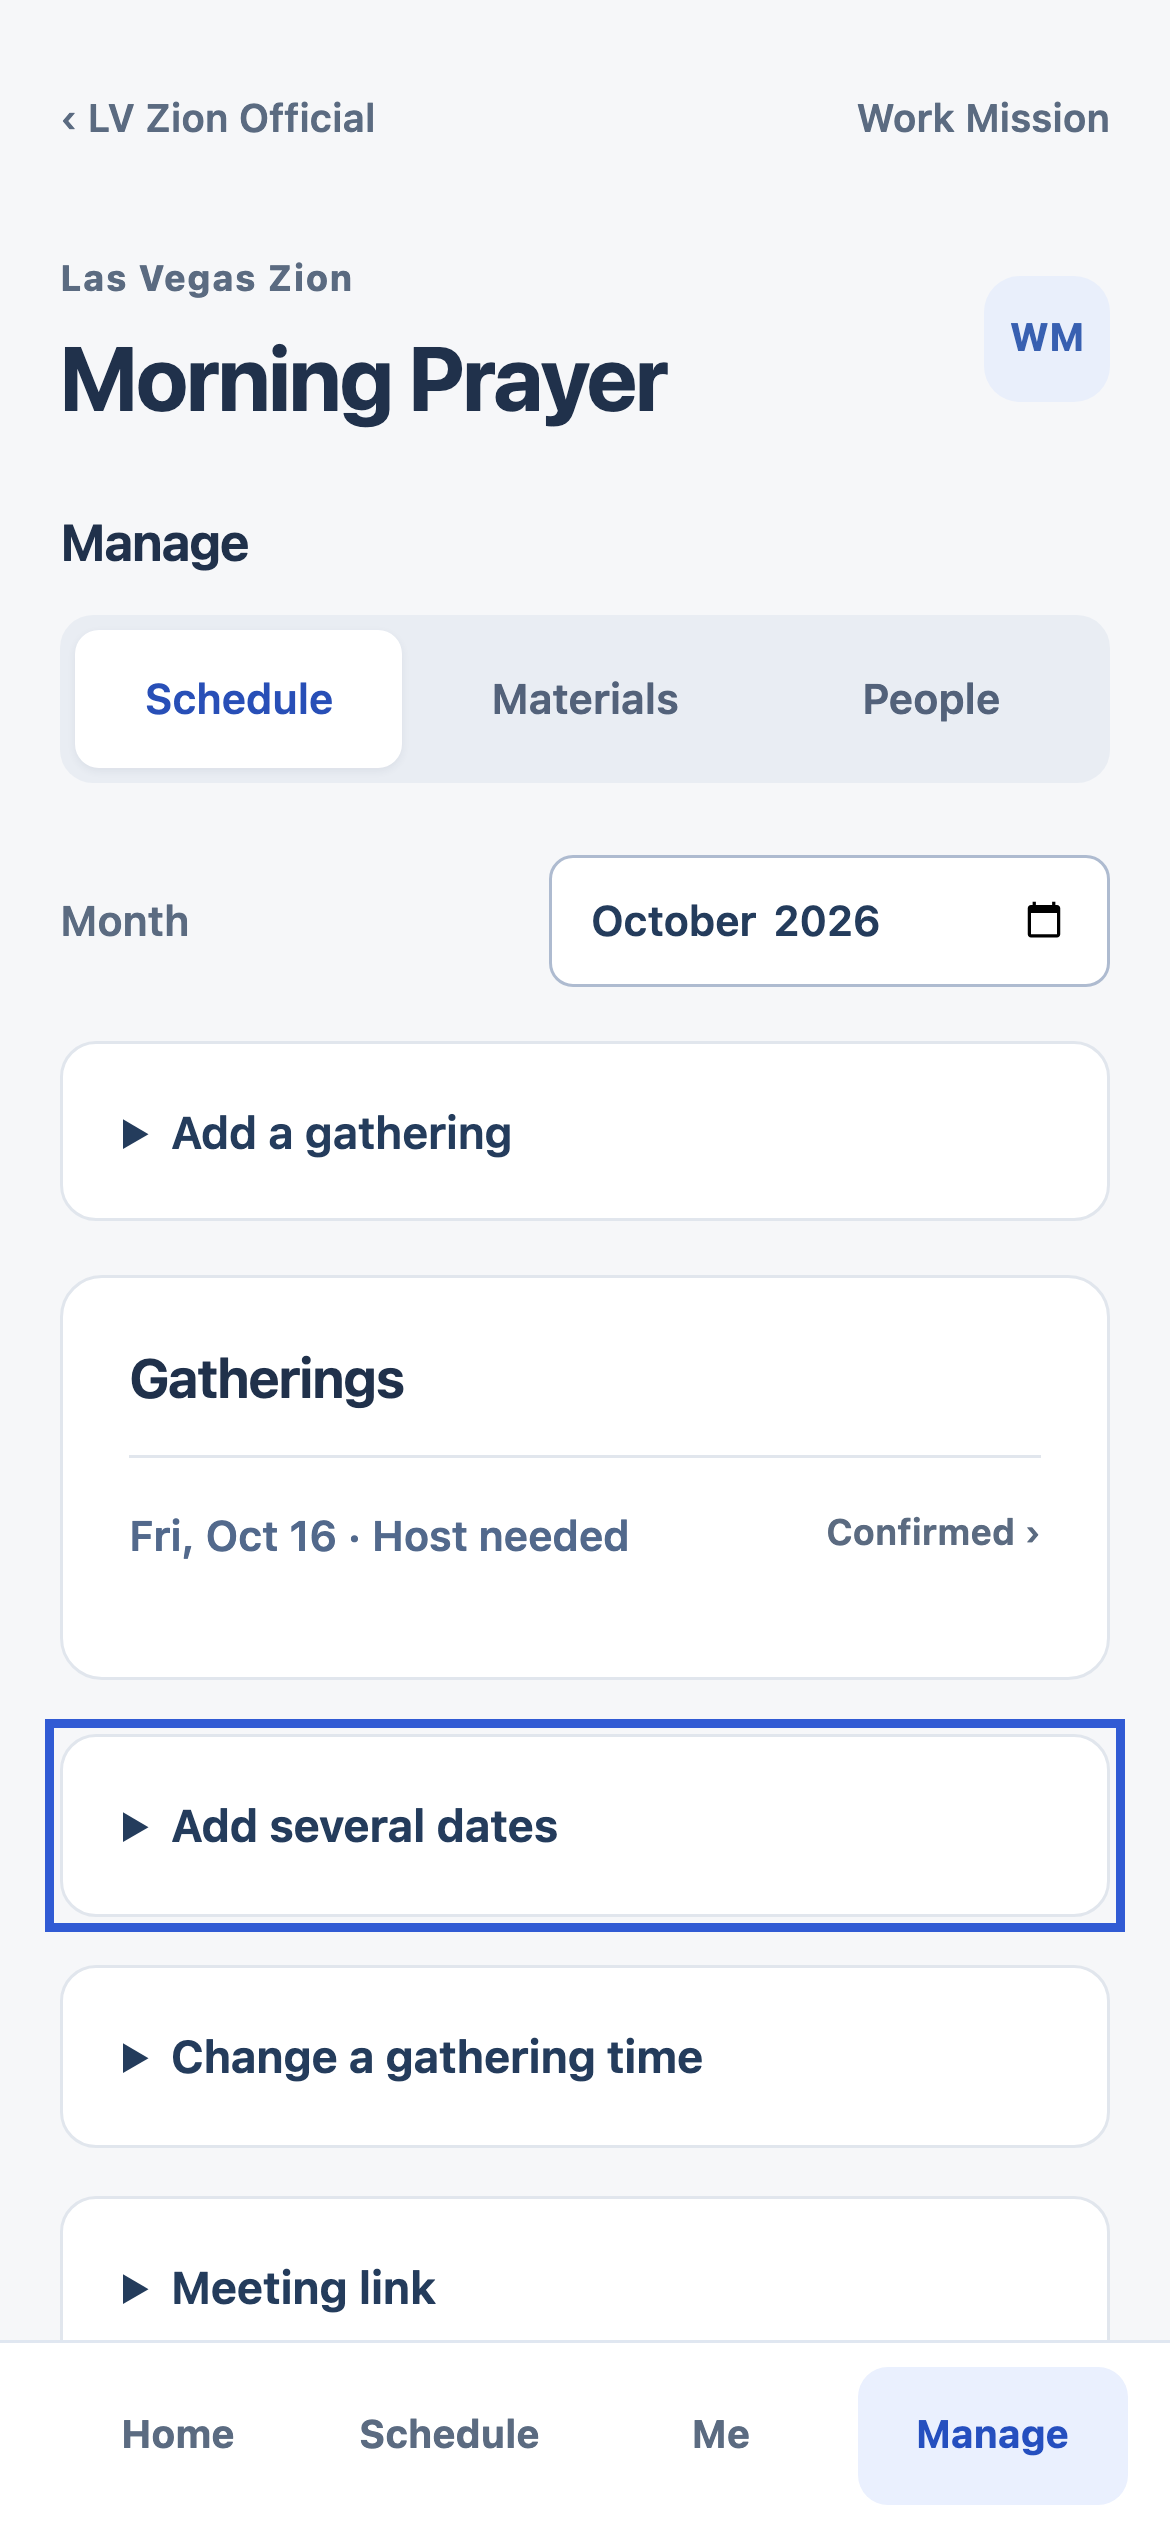 ‹ LV Zion Official
Work Mission
Las Vegas Zion
Morning Prayer
WM
Manage
Schedule Materials People
Month
October 2026
▶ Add a gathering
Gatherings
Fri, Oct 16 · Host needed
Confirmed ›
▶ Add several dates
▶ Change a gathering time
▶ Meeting link
Home Schedule Me Manage